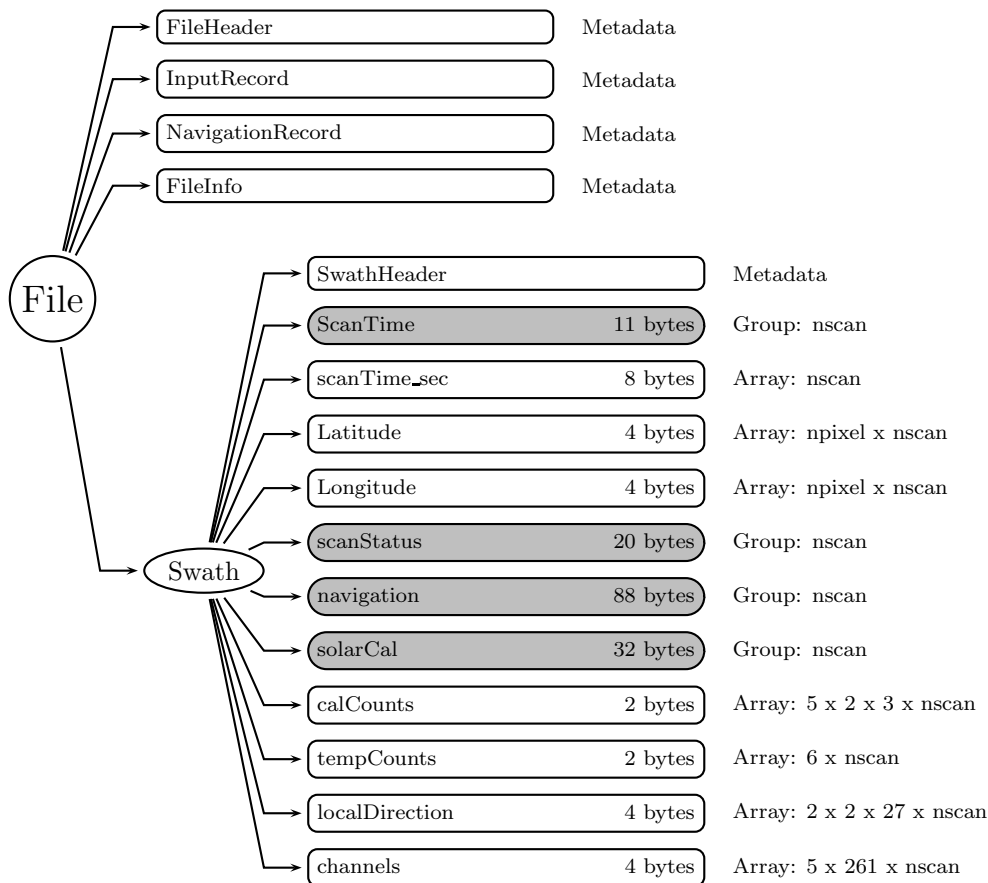 FileHeader Metadata
InputRecord Metadata
NavigationRecord Metadata
FileInfo Metadata
File
SwathHeader Metadata
ScanTime 11 bytes Group: nscan
scanTime_sec 8 bytes Array: nscan
Latitude 4 bytes Array: npixel x nscan
Longitude 4 bytes Array: npixel x nscan
scanStatus 20 bytes Group: nscan
Swath
navigation 88 bytes Group: nscan
solarCal 32 bytes Group: nscan
calCounts 2 bytes Array: 5 x 2 x 3 x nscan
tempCounts 2 bytes Array: 6 x nscan
localDirection 4 bytes Array: 2 x 2 x 27 x nscan
channels 4 bytes Array: 5 x 261 x nscan